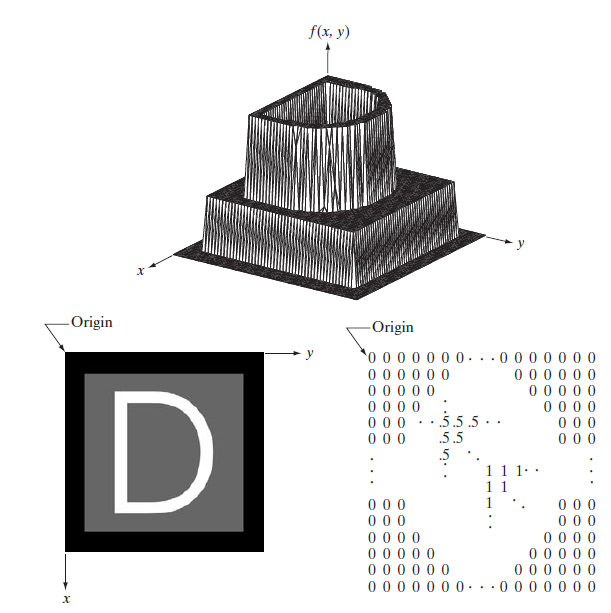 f(x, y)
y
x
Origin
Origin
y
D
x
0 0 0 0 0 0 0 · · · 0 0 0 0 0 0 0
0 0 0 0 0 0 0 0 0 0 0
0 0 0 0 0 0 0 0 0 0
0 0 0 0 · 0 0 0 0
0 0 0 · · .5 .5 .5 · · 0 0 0
0 0 0 .5 .5 0 0 0
· .5 · . ·
· · 1 1 1 · · ·
· 1 1 ·
0 0 0 1 · . 0 0 0
0 0 0 · 0 0 0
0 0 0 0 · 0 0 0 0
0 0 0 0 0 0 0 0 0 0
0 0 0 0 0 0 0 0 0 0 0
0 0 0 0 0 0 0 · · · 0 0 0 0 0 0 0